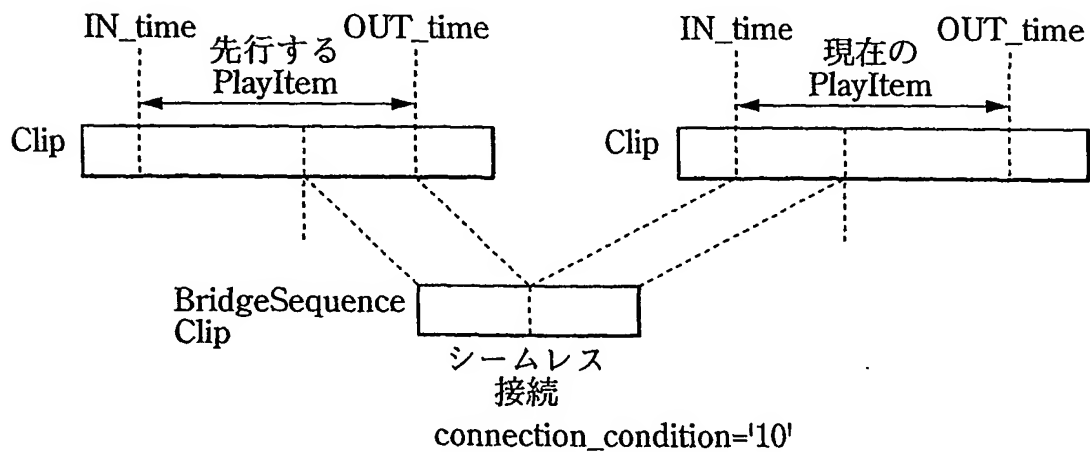 IN_time
先行する
PlayItem
OUT_time
IN_time
現在の
PlayItem
OUT_time
Clip
Clip
BridgeSequence
Clip
シームレス
接続
connection_condition='10'